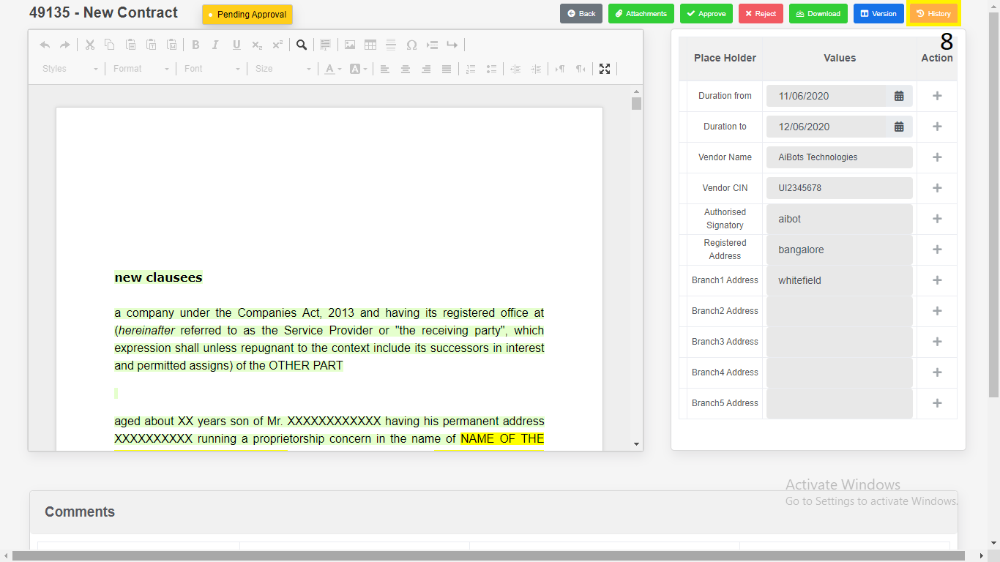 49135 - New Contract
Pending Approval
Back
Attachments
Approve
Reject
Download
Version
History
8
Styles
Format
Font
Size
Place Holder Values Action
Duration from 11/06/2020
Duration to 12/06/2020
Vendor Name AiBots Technologies
Vendor CIN UI2345678
Authorised
Signatory
aibot
Registered
Address
bangalore
Branch1 Address whitefield
Branch2 Address
Branch3 Address
Branch4 Address
Branch5 Address
new clausees
a company under the Companies Act, 2013 and having its registered office at
(hereinafter referred to as the Service Provider or "the receiving party", which
expression shall unless repugnant to the context include its successors in interest
and permitted assigns) of the OTHER PART
aged about XX years son of Mr. XXXXXXXXXXXX having his permanent address
XXXXXXXXXX running a proprietorship concern in the name of NAME OF THE
Activate Windows
Go to Settings to activate Windows.
Comments